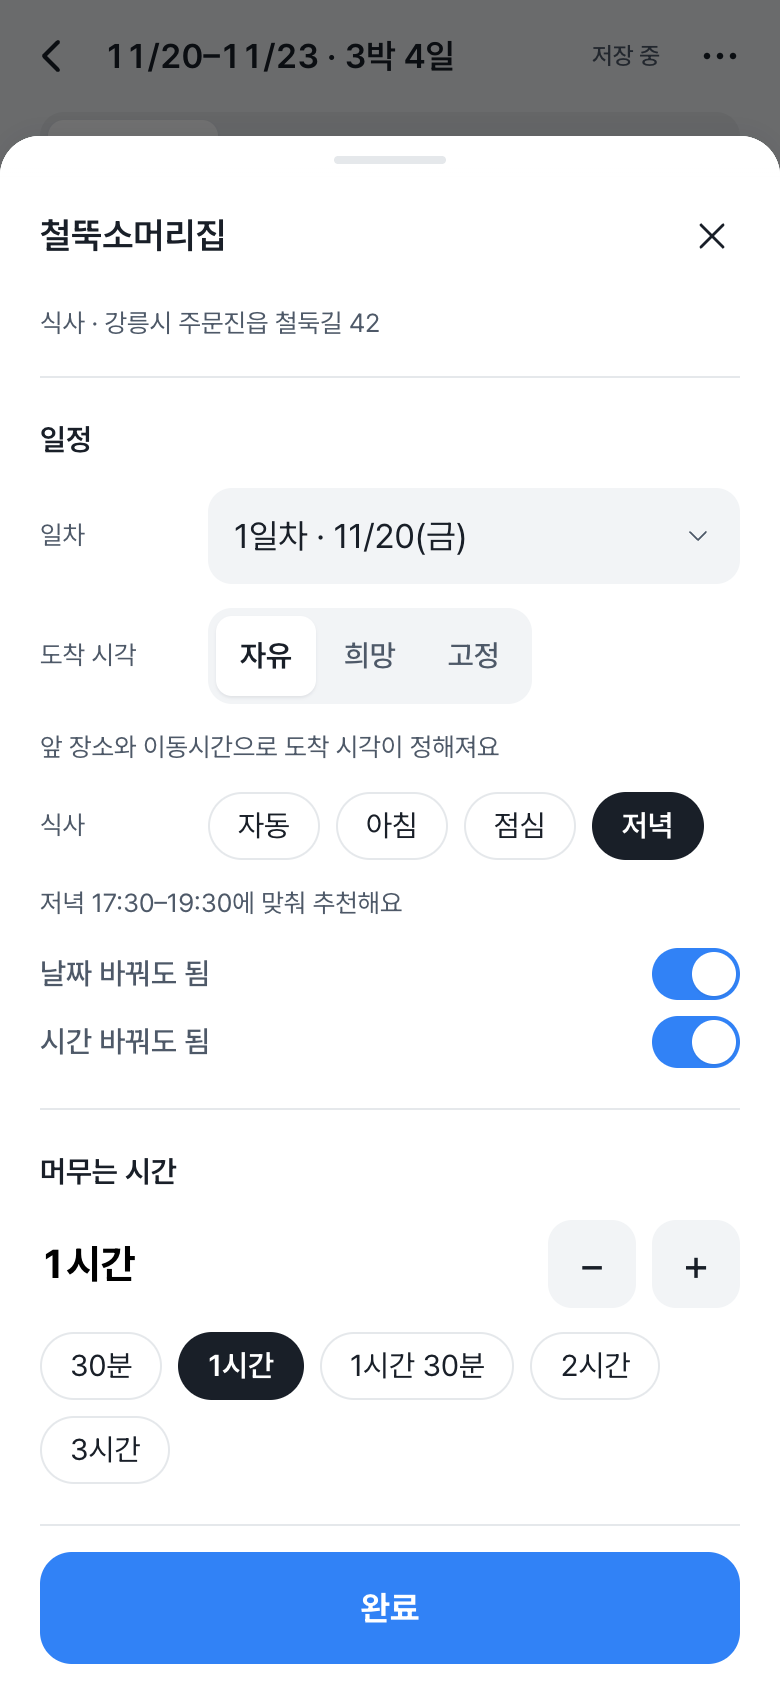 11/20–11/23 · 3박 4일
저장 중
철뚝소머리집
식사 · 강릉시 주문진읍 철둑길 42
일정
일차
1일차 · 11/20(금)
도착 시각
자유 희망 고정
앞 장소와 이동시간으로 도착 시각이 정해져요
식사
자동 아침 점심 저녁
저녁 17:30–19:30에 맞춰 추천해요
날짜 바꿔도 됨
시간 바꿔도 됨
머무는 시간
1시간
− +
30분 1시간 1시간 30분 2시간
3시간
완료